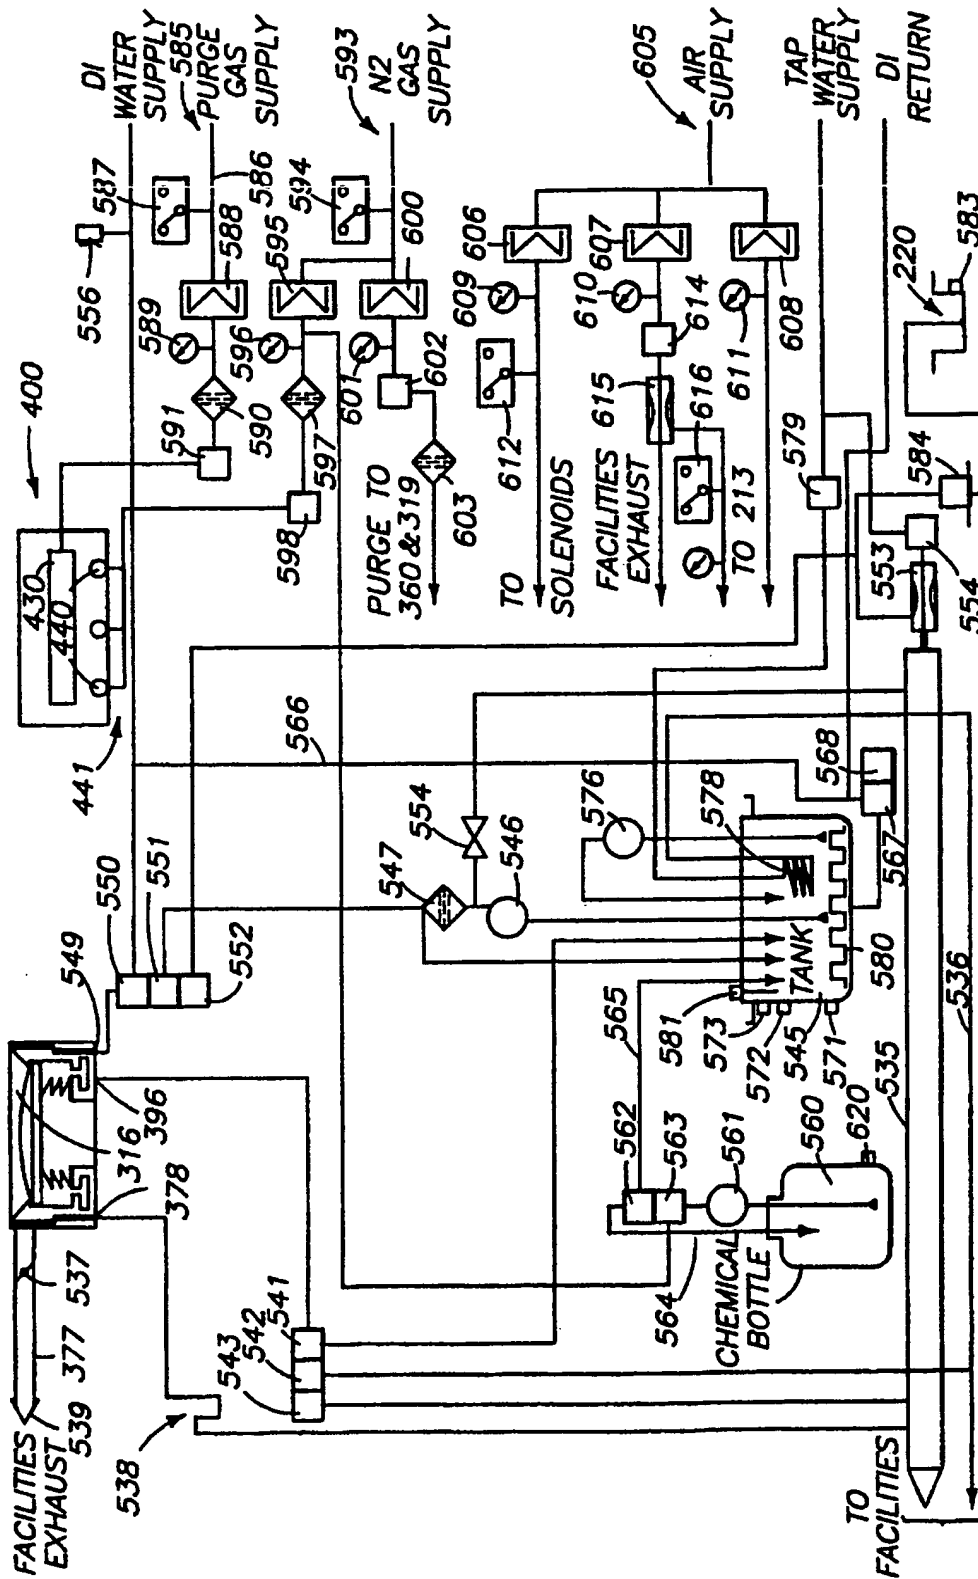 DI
WATER
SUPPLY
585
PURGE
GAS
SUPPLY
593
N2
GAS
SUPPLY
605
AIR
SUPPLY
TAP
WATER
SUPPLY
DI
RETURN
587
586
594
556
588
595
600
606
607
220
583
589
596
601
602
609
610
614
611
608
400
591
590
597
598
603
612
615
616
579
584
430
440
PURGE TO
360 & 319
TO
SOLENOIDS
FACILITIES
EXHAUST
TO 213
553
554
441
566
568
576
578
567
550
551
552
547
554
546
549
TANK
580
536
565
581
573
572
545
571
535
316
396
378
562
563
561
560
620
537
377
539
FACILITIES
EXHAUST
538
543
542
541
564
CHEMICAL
BOTTLE
TO
FACILITIES